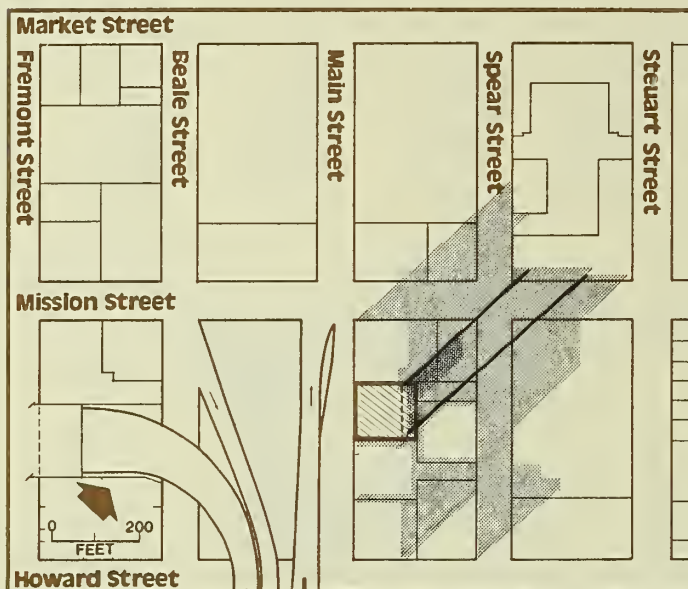 Market Street
Fremont Street
Beale Street
Main Street
Spear Street
Steuart Street
Mission Street
0 200
FEET
Howard Street